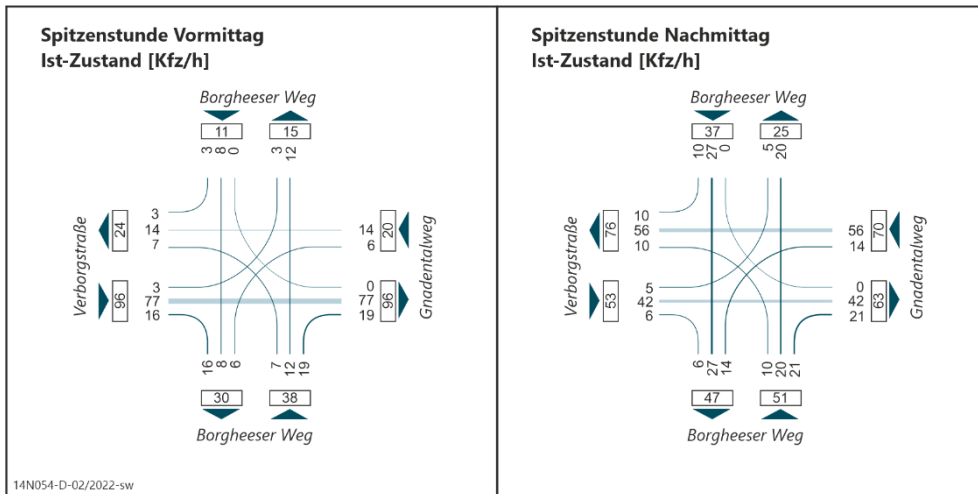 Spitzenstunde Vormittag
Ist-Zustand [Kfz/h]
Borgheeser Weg
11 15
3 8 0 3 12
Verborgstraße
24
3
14
7
96
3
77
16
14
6
20
0
77
19
96
Gnadentalweg
16 8 6 7 12 19
30 38
Borgheeser Weg
14N054-D-02/2022-sw
Spitzenstunde Nachmittag
Ist-Zustand [Kfz/h]
Borgheeser Weg
37 25
10 27 0 5 20
Verborgstraße
76
10
56
10
53
5
42
6
56
14
70
0
42
21
63
Gnadentalweg
6 27 14 10 20 21
47 51
Borgheeser Weg